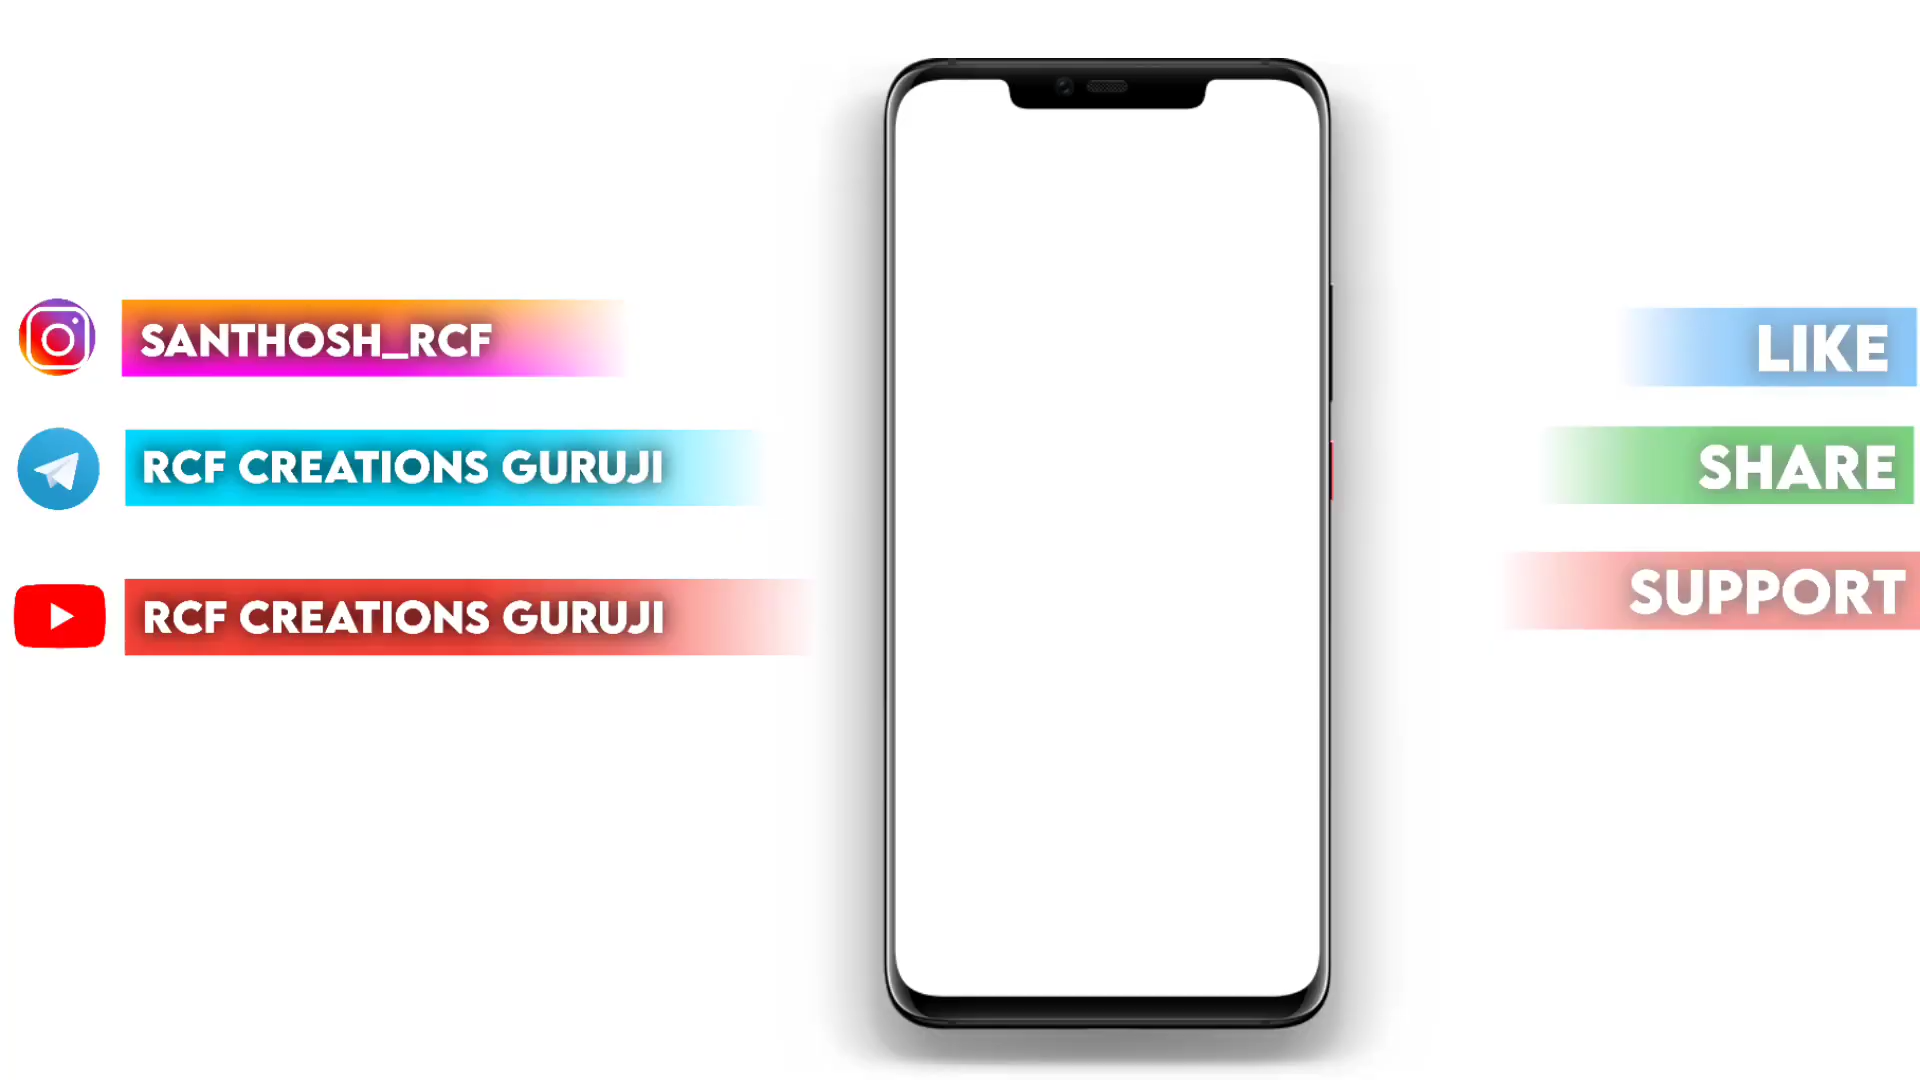 SANTHOSH_RCF
RCF CREATIONS GURUJI
RCF CREATIONS GURUJI
LIKE
SHARE
SUPPORT